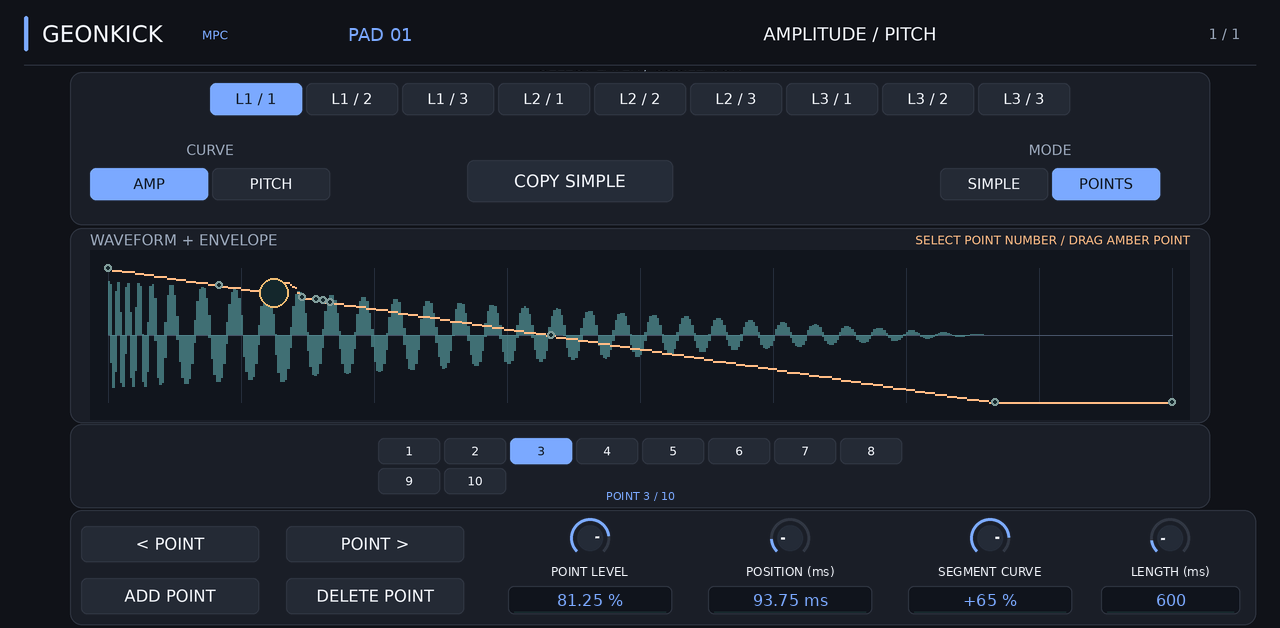 GEONKICK MPC PAD 01 AMPLITUDE / PITCH 1 / 1
L1 / 1 L1 / 2 L1 / 3 L2 / 1 L2 / 2 L2 / 3 L3 / 1 L3 / 2 L3 / 3
CURVE MODE
AMP PITCH COPY SIMPLE SIMPLE POINTS
WAVEFORM + ENVELOPE SELECT POINT NUMBER / DRAG AMBER POINT
1 2 3 4 5 6 7 8
9 10
POINT 3 / 10
< POINT POINT >
POINT LEVEL POSITION (ms) SEGMENT CURVE LENGTH (ms)
ADD POINT DELETE POINT 81.25 % 93.75 ms +65 % 600